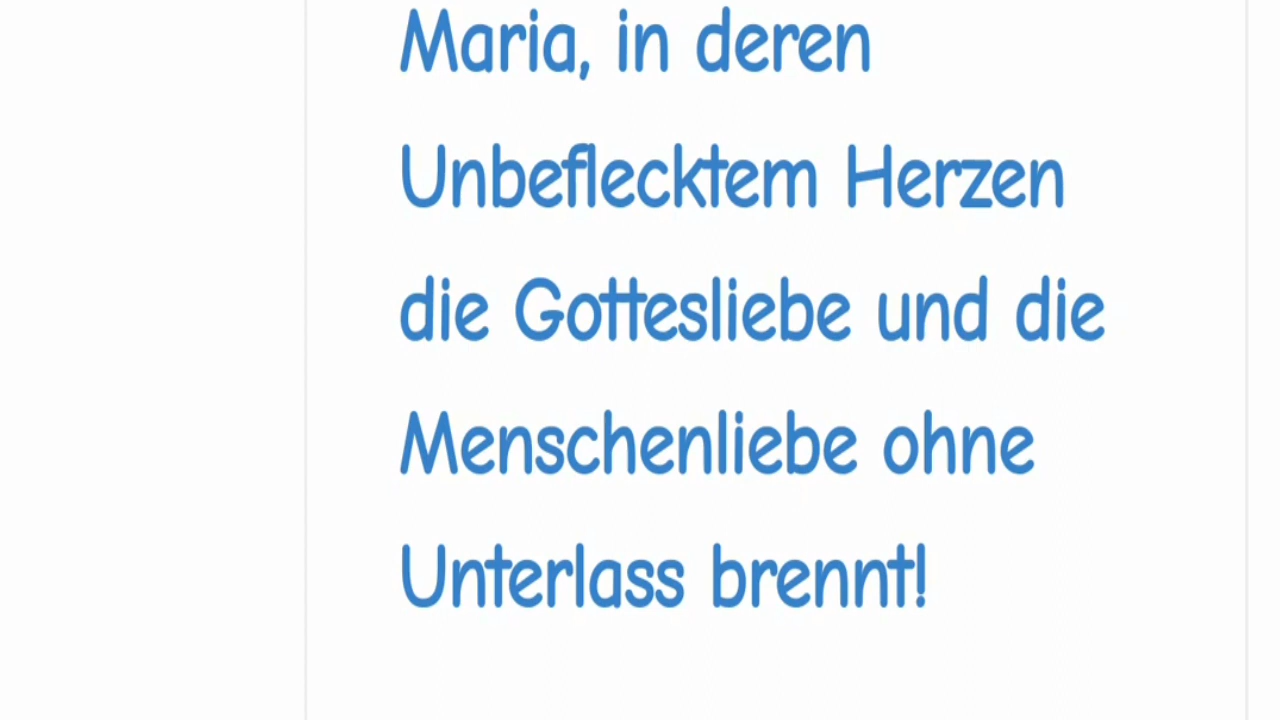 Maria, in deren
Unbeflecktem Herzen
die Gottesliebe und die
Menschenliebe ohne
Unterlass brennt!